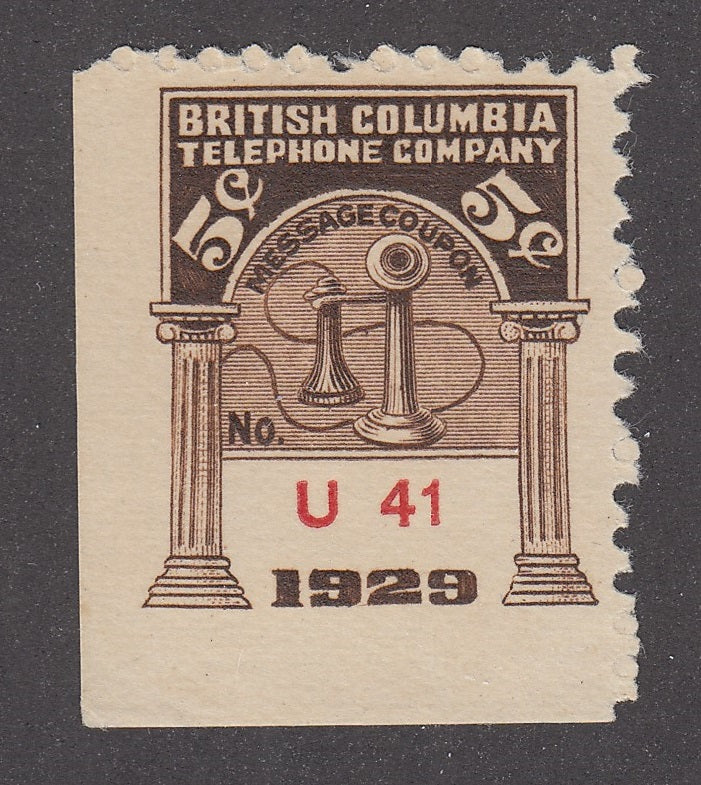 BRITISH COLUMBIA
TELEPHONE COMPANY
5¢ 5¢
MESSAGE COUPON
No.
U 41
1929